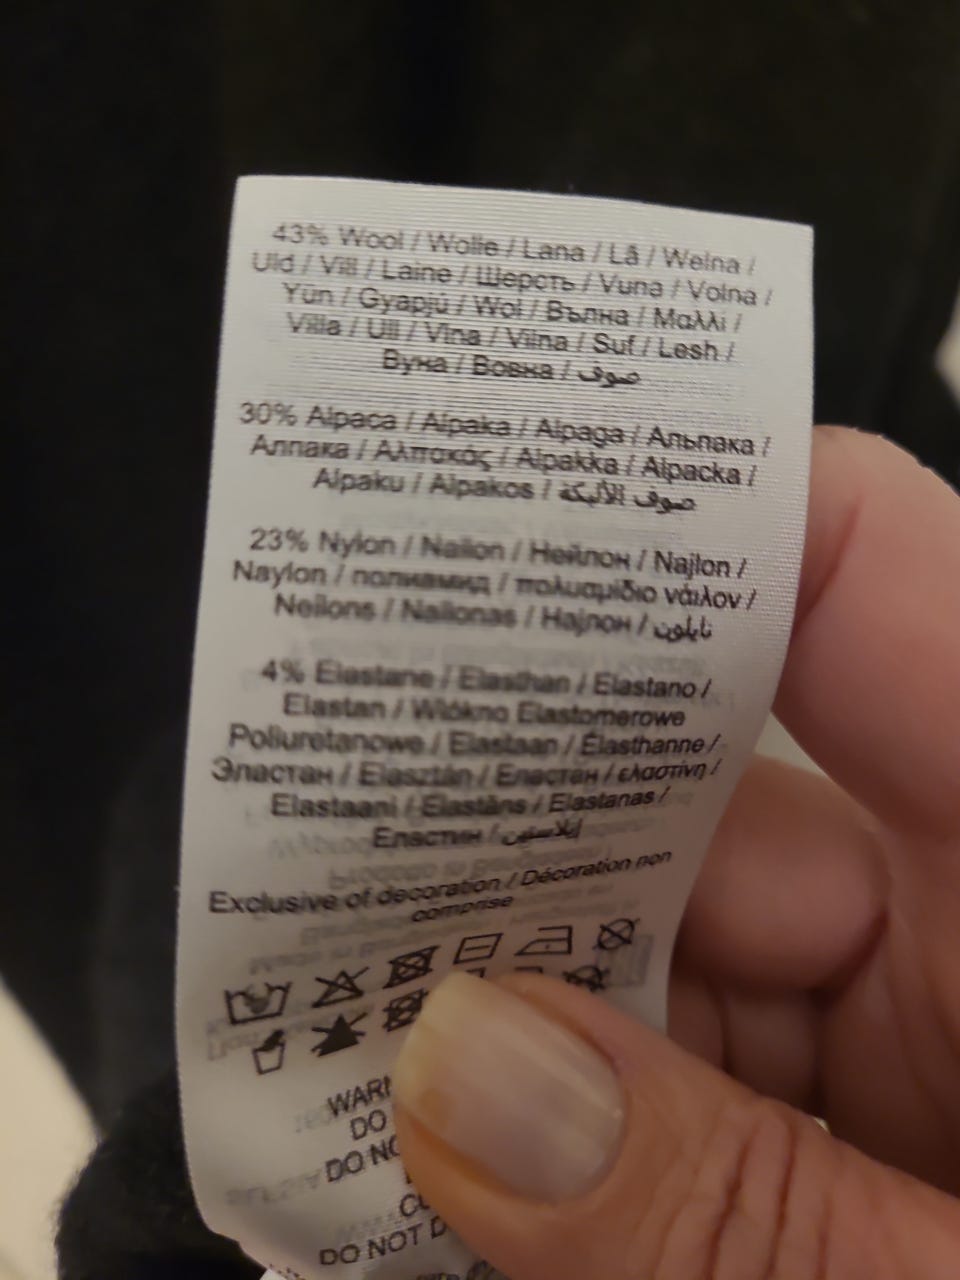 43% Wool / Wolle / Lana / Lã / Wełna /
Uld / Vill / Laine / Шерсть / Vuna / Volna /
Yün / Gyapjú / Wol / Вълна / Μαλλί /
Villa / Ull / Vlna / Vilna / Suf / Lesh /
Вуна / Вовна / صوف
30% Alpaca / Alpaka / Alpaga / Альпака /
Алпака / Αλπακάς / Alpakka / Alpacka /
Alpaku / Alpakos / صوف الألبكة
23% Nylon / Nailon / Нейлон / Najlon /
Naylon / полиамид / πολυαμίδιο νάιλον /
Neilons / Nailonas / Најлон / نايلون
4% Elastane / Elasthan / Elastano /
Elastan / Włókno Elastomerowe
Poliuretanowe / Elastaan / Élasthanne /
Эластан / Elasztán / Еластан / ελαστίνη /
Elastaani / Elastāns / Elastanas /
Еластин / إيلاستين
Exclusive of decoration / Décoration non
comprise
DO
DO NOT